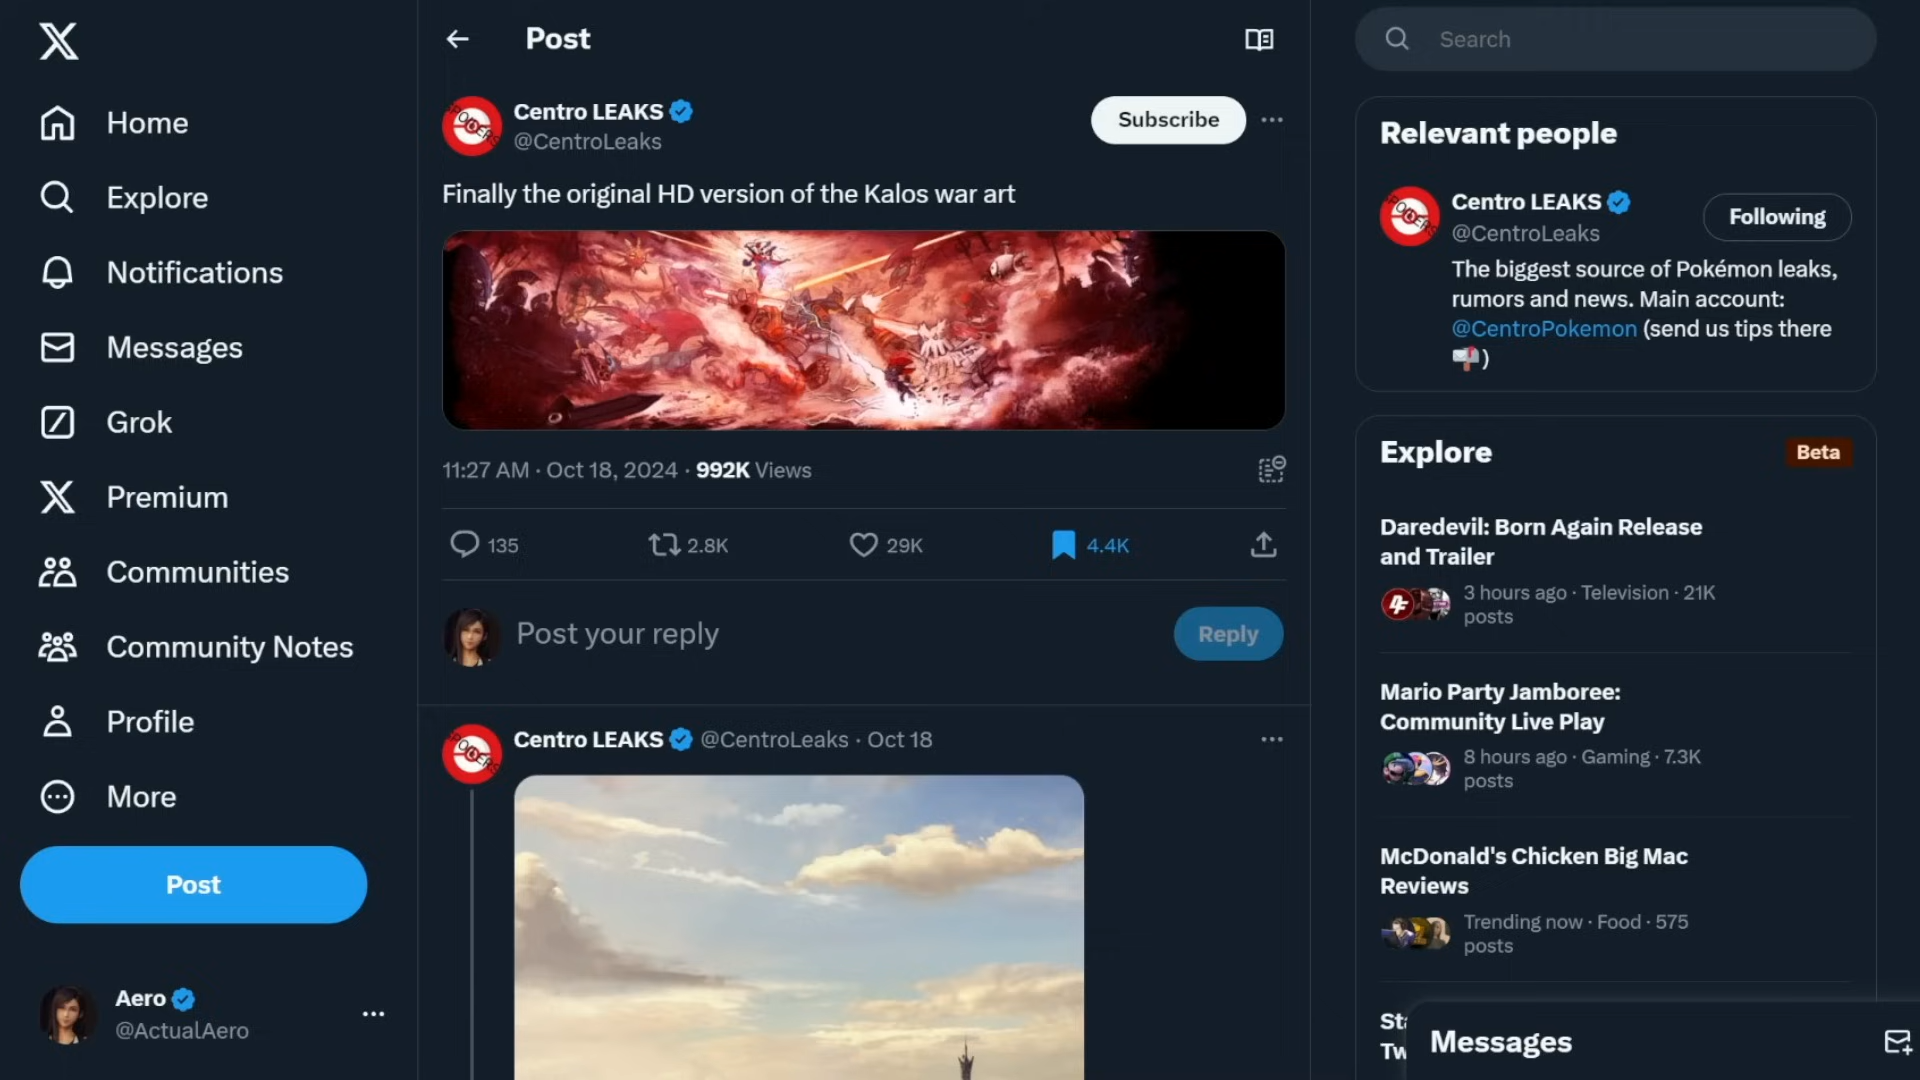 Home
Explore
Notifications
Messages
Grok
Premium
Communities
Community Notes
Profile
More
Post
Aero
@ActualAero
Post
Centro LEAKS
@CentroLeaks
Subscribe
Finally the original HD version of the Kalos war art
11:27 AM · Oct 18, 2024 · 992K Views
135
2.8K
29K
4.4K
Post your reply
Reply
Centro LEAKS @CentroLeaks · Oct 18
Search
Relevant people
Centro LEAKS
@CentroLeaks
Following
The biggest source of Pokémon leaks,
rumors and news. Main account:
@CentroPokemon (send us tips there
📬)
Explore
Beta
Daredevil: Born Again Release
and Trailer
3 hours ago · Television · 21K
posts
Mario Party Jamboree:
Community Live Play
8 hours ago · Gaming · 7.3K
posts
McDonald's Chicken Big Mac
Reviews
Trending now · Food · 575
posts
Messages